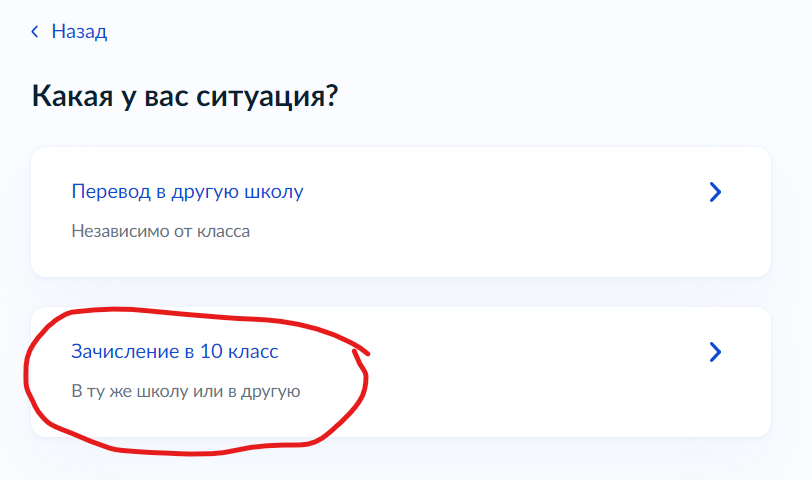 Назад
Какая у вас ситуация?
Перевод в другую школу
Независимо от класса
Зачисление в 10 класс
В ту же школу или в другую